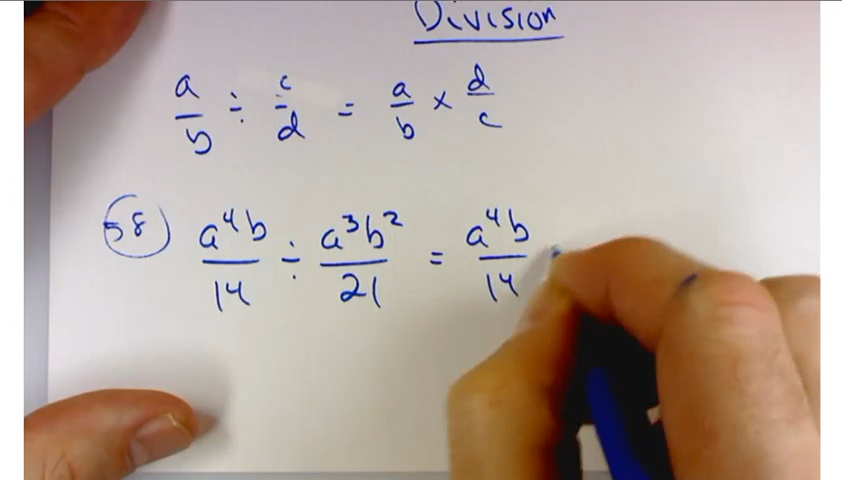 Division
a/b ÷ c/d = a/b × d/c
58) a⁴b/14 ÷ a³b²/21 = a⁴b/14